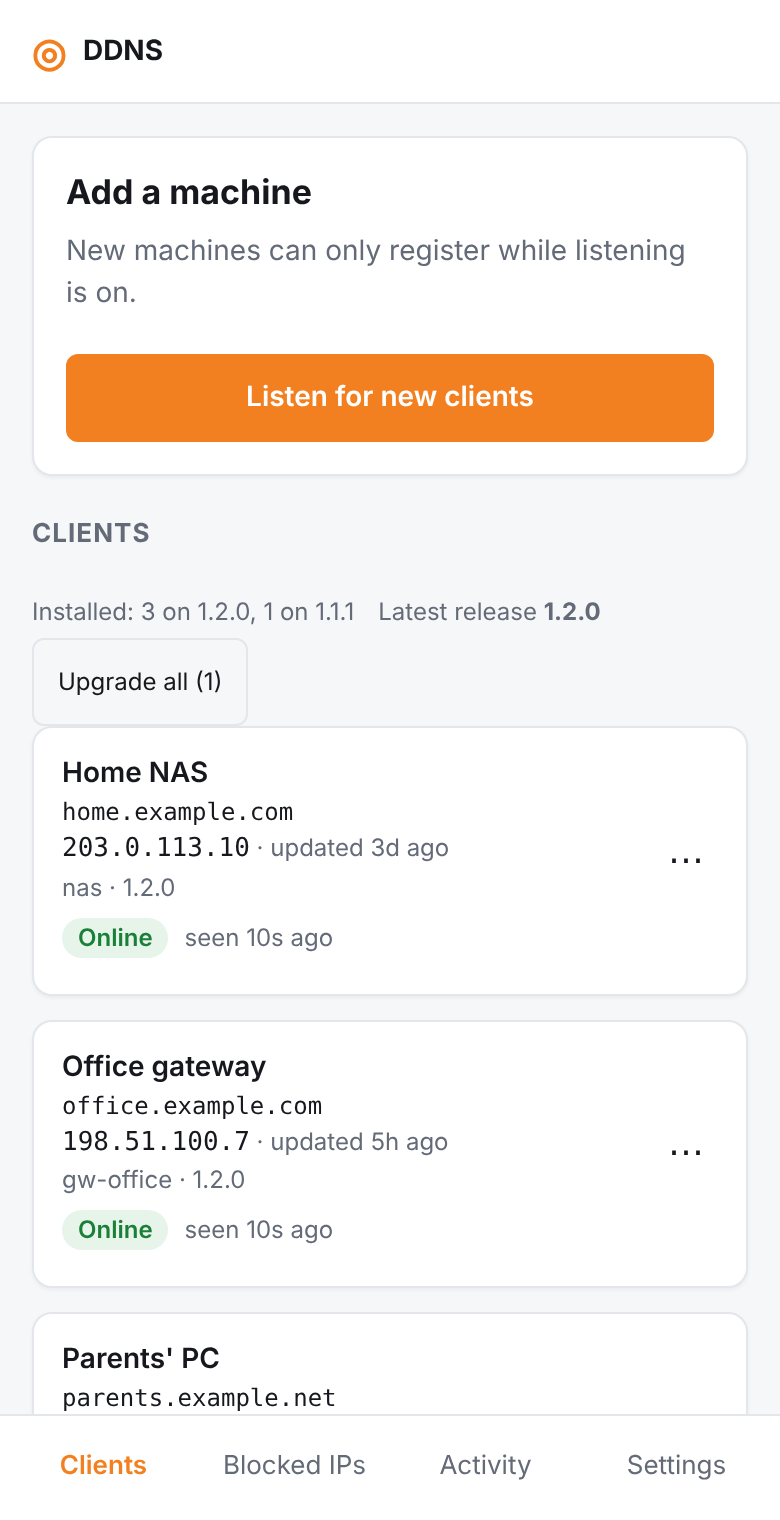 DDNS
Add a machine
New machines can only register while listening
is on.
Listen for new clients
CLIENTS
Installed: 3 on 1.2.0, 1 on 1.1.1 Latest release 1.2.0
Upgrade all (1)
Home NAS
home.example.com
203.0.113.10 · updated 3d ago
...
nas · 1.2.0
Online seen 10s ago
Office gateway
office.example.com
198.51.100.7 · updated 5h ago
...
gw-office · 1.2.0
Online seen 10s ago
Parents' PC
parents.example.net
Clients Blocked IPs Activity Settings